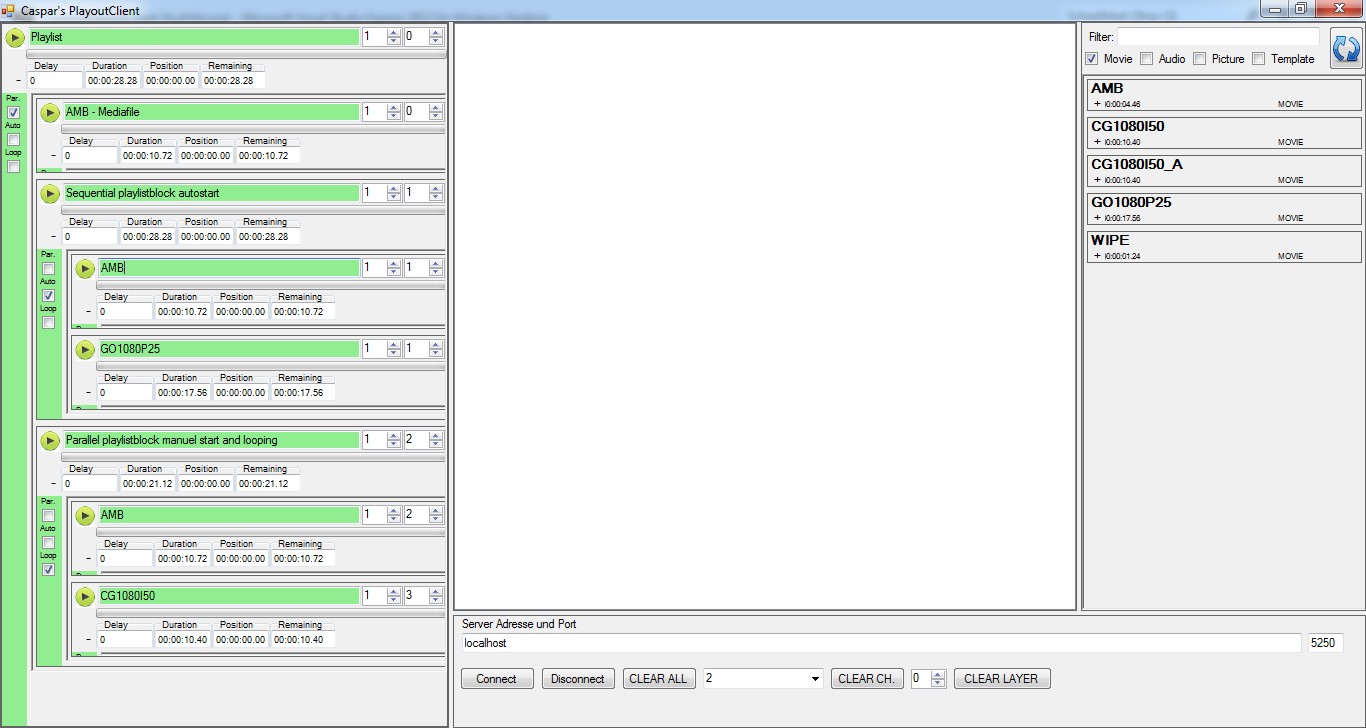 Caspar's PlayoutClient
Playlist 1 0
Delay Duration Position Remaining
- 0 00:00:28.28 00:00:00.00 00:00:28.28
Par.
Auto
Loop
AMB - Mediafile 1 0
Delay Duration Position Remaining
- 0 00:00:10.72 00:00:00.00 00:00:10.72
Sequential playlistblock autostart 1 1
Delay Duration Position Remaining
- 0 00:00:28.28 00:00:00.00 00:00:28.28
Par.
Auto
Loop
AMB 1 1
Delay Duration Position Remaining
- 0 00:00:10.72 00:00:00.00 00:00:10.72
GO1080P25 1 1
Delay Duration Position Remaining
- 0 00:00:17.56 00:00:00.00 00:00:17.56
Parallel playlistblock manuel start and looping 1 2
Delay Duration Position Remaining
- 0 00:00:21.12 00:00:00.00 00:00:21.12
Par.
Auto
Loop
AMB 1 2
Delay Duration Position Remaining
- 0 00:00:10.72 00:00:00.00 00:00:10.72
CG1080I50 1 3
Delay Duration Position Remaining
- 0 00:00:10.40 00:00:00.00 00:00:10.40
Filter:
Movie Audio Picture Template
AMB
+ 00:00:04.46 MOVIE
CG1080I50
+ 00:00:10.40 MOVIE
CG1080I50_A
+ 00:00:10.40 MOVIE
GO1080P25
+ 00:00:17.56 MOVIE
WIPE
+ 00:00:01.24 MOVIE
Server Adresse und Port
localhost 5250
Connect Disconnect CLEAR ALL 2 CLEAR CH. 0 CLEAR LAYER